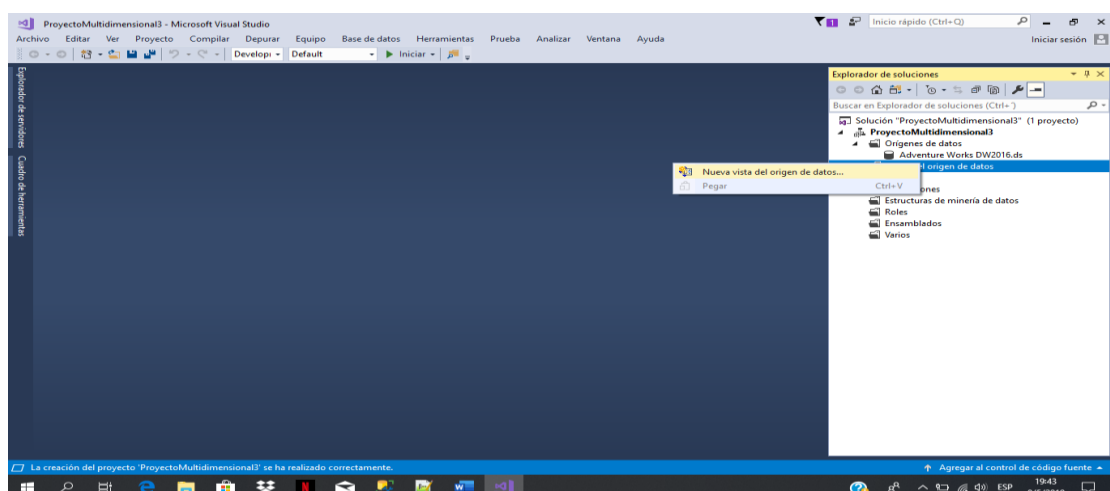 ProyectoMultidimensional3 - Microsoft Visual Studio
1
Inicio rápido (Ctrl+Q)
Archivo Editar Ver Proyecto Compilar Depurar Equipo Base de datos Herramientas Prueba Analizar Ventana Ayuda
Iniciar sesión
Develop Default Iniciar
Explorador de servidores
Cuadro de herramientas
Explorador de soluciones
Buscar en Explorador de soluciones (Ctrl+´)
Solución "ProyectoMultidimensional3" (1 proyecto)
ProyectoMultidimensional3
Orígenes de datos
Adventure Works DW2016.ds
l origen de datos
Nueva vista del origen de datos...
Pegar Ctrl+V
ones
Estructuras de minería de datos
Roles
Ensamblados
Varios
La creación del proyecto 'ProyectoMultidimensional3' se ha realizado correctamente.
Agregar al control de código fuente
ESP
19:43